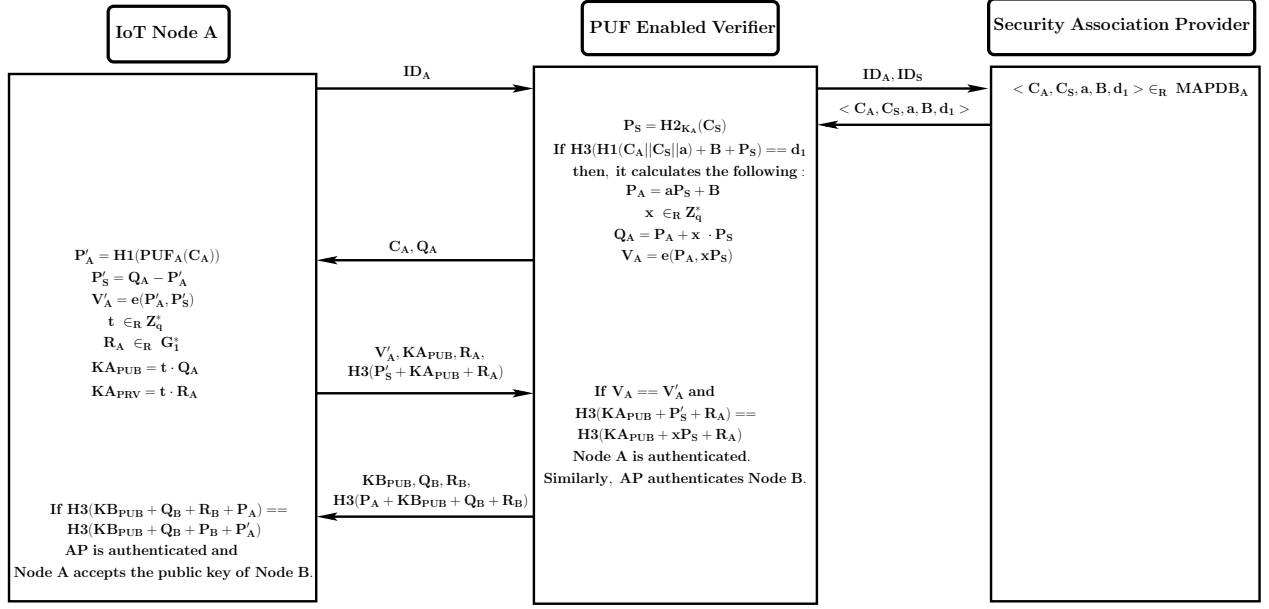 IoT Node A
PUF Enabled Verifier
Security Association Provider
ID_A
ID_A, ID_S
< C_A, C_S, a, B, d_1 > ∈_R MAPDB_A
< C_A, C_S, a, B, d_1 >
P_S = H2_{K_A}(C_S)
If H3(H1(C_A||C_S||a) + B + P_S) == d_1
then, it calculates the following :
P_A = aP_S + B
x ∈_R Z_q^*
Q_A = P_A + x · P_S
V_A = e(P_A, xP_S)
C_A, Q_A
P'_A = H1(PUF_A(C_A))
P'_S = Q_A − P'_A
V'_A = e(P'_A, P'_S)
t ∈_R Z_q^*
R_A ∈_R G_1^*
KA_PUB = t · Q_A
KA_PRV = t · R_A
V'_A, KA_PUB, R_A,
H3(P'_S + KA_PUB + R_A)
If V_A == V'_A and
H3(KA_PUB + P'_S + R_A) ==
H3(KA_PUB + xP_S + R_A)
Node A is authenticated.
Similarly, AP authenticates Node B.
KB_PUB, Q_B, R_B,
H3(P_A + KB_PUB + Q_B + R_B)
If H3(KB_PUB + Q_B + R_B + P_A) ==
H3(KB_PUB + Q_B + P_B + P'_A)
AP is authenticated and
Node A accepts the public key of Node B.